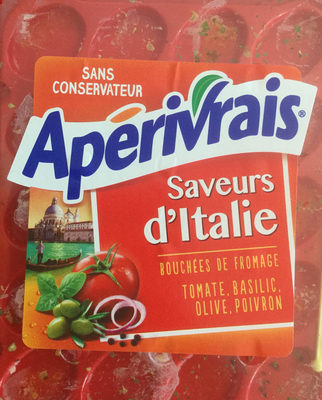 SANS
CONSERVATEUR
Apérivrais®
Saveurs
d'Italie
BOUCHÉES DE FROMAGE
TOMATE, BASILIC,
OLIVE, POIVRON